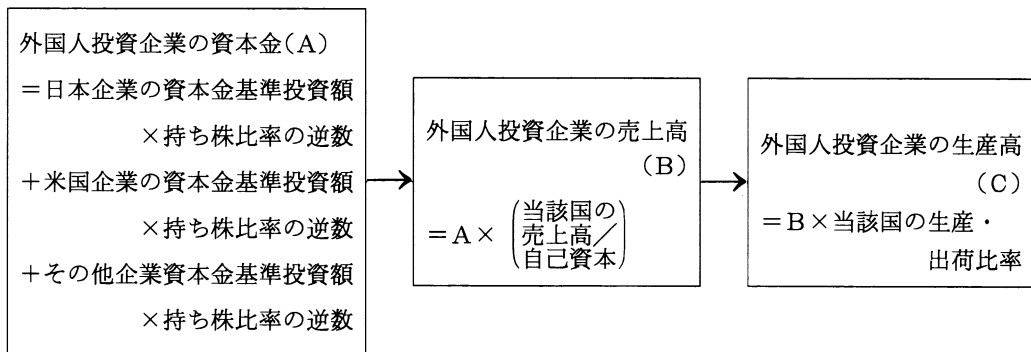 外国人投資企業の資本金(A)
=日本企業の資本金基準投資額
×持ち株比率の逆数
+米国企業の資本金基準投資額
×持ち株比率の逆数
+その他企業資本金基準投資額
×持ち株比率の逆数
外国人投資企業の売上高
(B)
=A×(当該国の
売上高/
自己資本)
外国人投資企業の生産高
(C)
=B×当該国の生産・
出荷比率